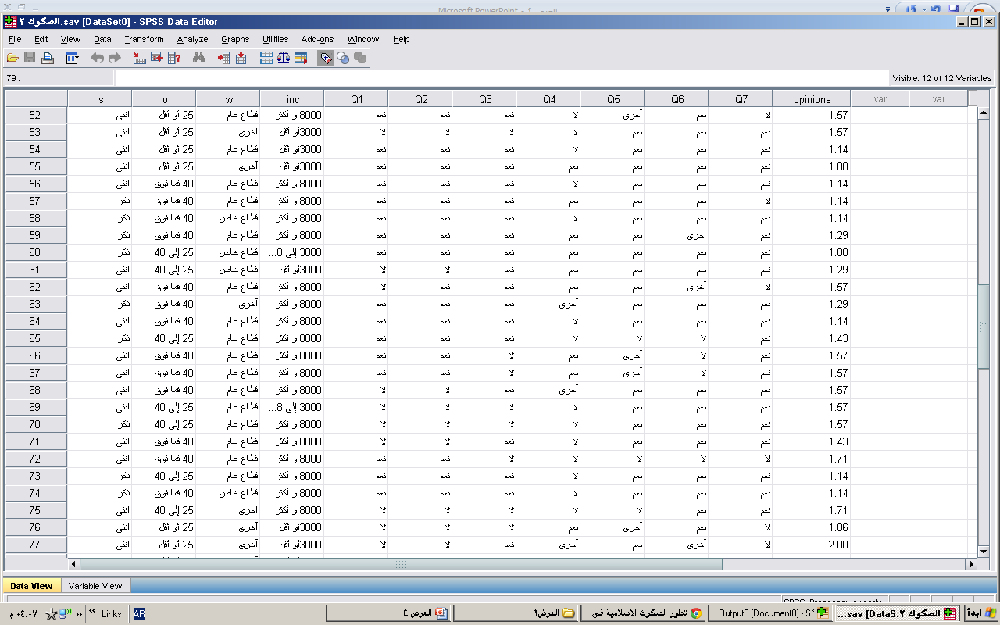 Microsoft PowerPoint - العرض ٤
الصكوك ٢.sav [DataSet0] - SPSS Data Editor
File Edit View Data Transform Analyze Graphs Utilities Add-ons Window Help
79 :
Visible: 12 of 12 Variables
s o w inc Q1 Q2 Q3 Q4 Q5 Q6 Q7 opinions var var
52 انثى 25 أو أقل قطاع عام 8000 و أكثر نعم نعم نعم لا آخرى نعم لا 1.57
53 انثى 25 أو أقل آخرى 3000أو أقل لا لا لا لا نعم نعم نعم 1.57
54 انثى 25 أو أقل قطاع عام 3000أو أقل نعم نعم نعم لا نعم نعم نعم 1.14
55 انثى 25 أو أقل آخرى 3000أو أقل نعم نعم نعم نعم نعم نعم نعم 1.00
56 انثى 40 فما فوق قطاع عام 8000 و أكثر نعم نعم نعم لا نعم نعم نعم 1.14
57 ذكر 40 فما فوق قطاع عام 8000 و أكثر نعم نعم نعم نعم نعم نعم لا 1.14
58 ذكر 40 فما فوق قطاع خاص 8000 و أكثر نعم نعم نعم لا نعم نعم نعم 1.14
59 ذكر 40 فما فوق قطاع عام 8000 و أكثر نعم نعم نعم نعم نعم آخرى نعم 1.29
60 ذكر 25 إلى 40 قطاع خاص 3000 إلى 8... نعم نعم نعم نعم نعم نعم نعم 1.00
61 انثى 25 إلى 40 قطاع خاص 3000أو أقل لا لا نعم نعم نعم نعم نعم 1.29
62 انثى 40 فما فوق قطاع عام 8000 و أكثر لا نعم نعم نعم نعم آخرى لا 1.57
63 ذكر 40 فما فوق آخرى 8000 و أكثر نعم نعم نعم آخرى نعم نعم نعم 1.29
64 انثى 40 فما فوق قطاع عام 8000 و أكثر نعم نعم نعم لا نعم نعم نعم 1.14
65 ذكر 25 إلى 40 قطاع عام 8000 و أكثر نعم نعم نعم لا لا لا نعم 1.43
66 انثى 40 فما فوق قطاع عام 8000 و أكثر نعم نعم لا نعم آخرى لا نعم 1.57
67 انثى 40 فما فوق قطاع عام 8000 و أكثر نعم نعم لا نعم آخرى لا نعم 1.57
68 انثى 40 فما فوق قطاع عام 8000 و أكثر لا لا نعم آخرى نعم نعم نعم 1.57
69 انثى 25 إلى 40 قطاع عام 3000 إلى 8... لا لا لا لا نعم نعم نعم 1.57
70 ذكر 25 إلى 40 قطاع عام 8000 و أكثر لا لا لا لا نعم نعم نعم 1.57
71 انثى 40 فما فوق قطاع عام 8000 و أكثر لا لا نعم لا نعم نعم نعم 1.43
72 انثى 40 فما فوق قطاع عام 8000 و أكثر نعم نعم لا لا لا لا لا 1.71
73 ذكر 25 إلى 40 قطاع عام 8000 و أكثر نعم نعم نعم لا نعم نعم نعم 1.14
74 ذكر 40 فما فوق قطاع خاص 8000 و أكثر نعم نعم نعم لا نعم نعم نعم 1.14
75 انثى 25 إلى 40 آخرى 8000 و أكثر لا لا لا لا لا نعم نعم 1.71
76 انثى 25 أو أقل آخرى 3000أو أقل لا لا لا نعم آخرى نعم لا 1.86
77 انثى 25 أو أقل آخرى 3000أو أقل لا لا نعم آخرى نعم آخرى لا 2.00
Data View Variable View
SPSS Processor is ready
ابدأ
الصكوك ٢.sav [DataS...
*Output8 [Document8] - S...
تطور الصكوك الاسلامية في...
العرض١
العرض ٤
AR
Links
٠٤:٠٧ م